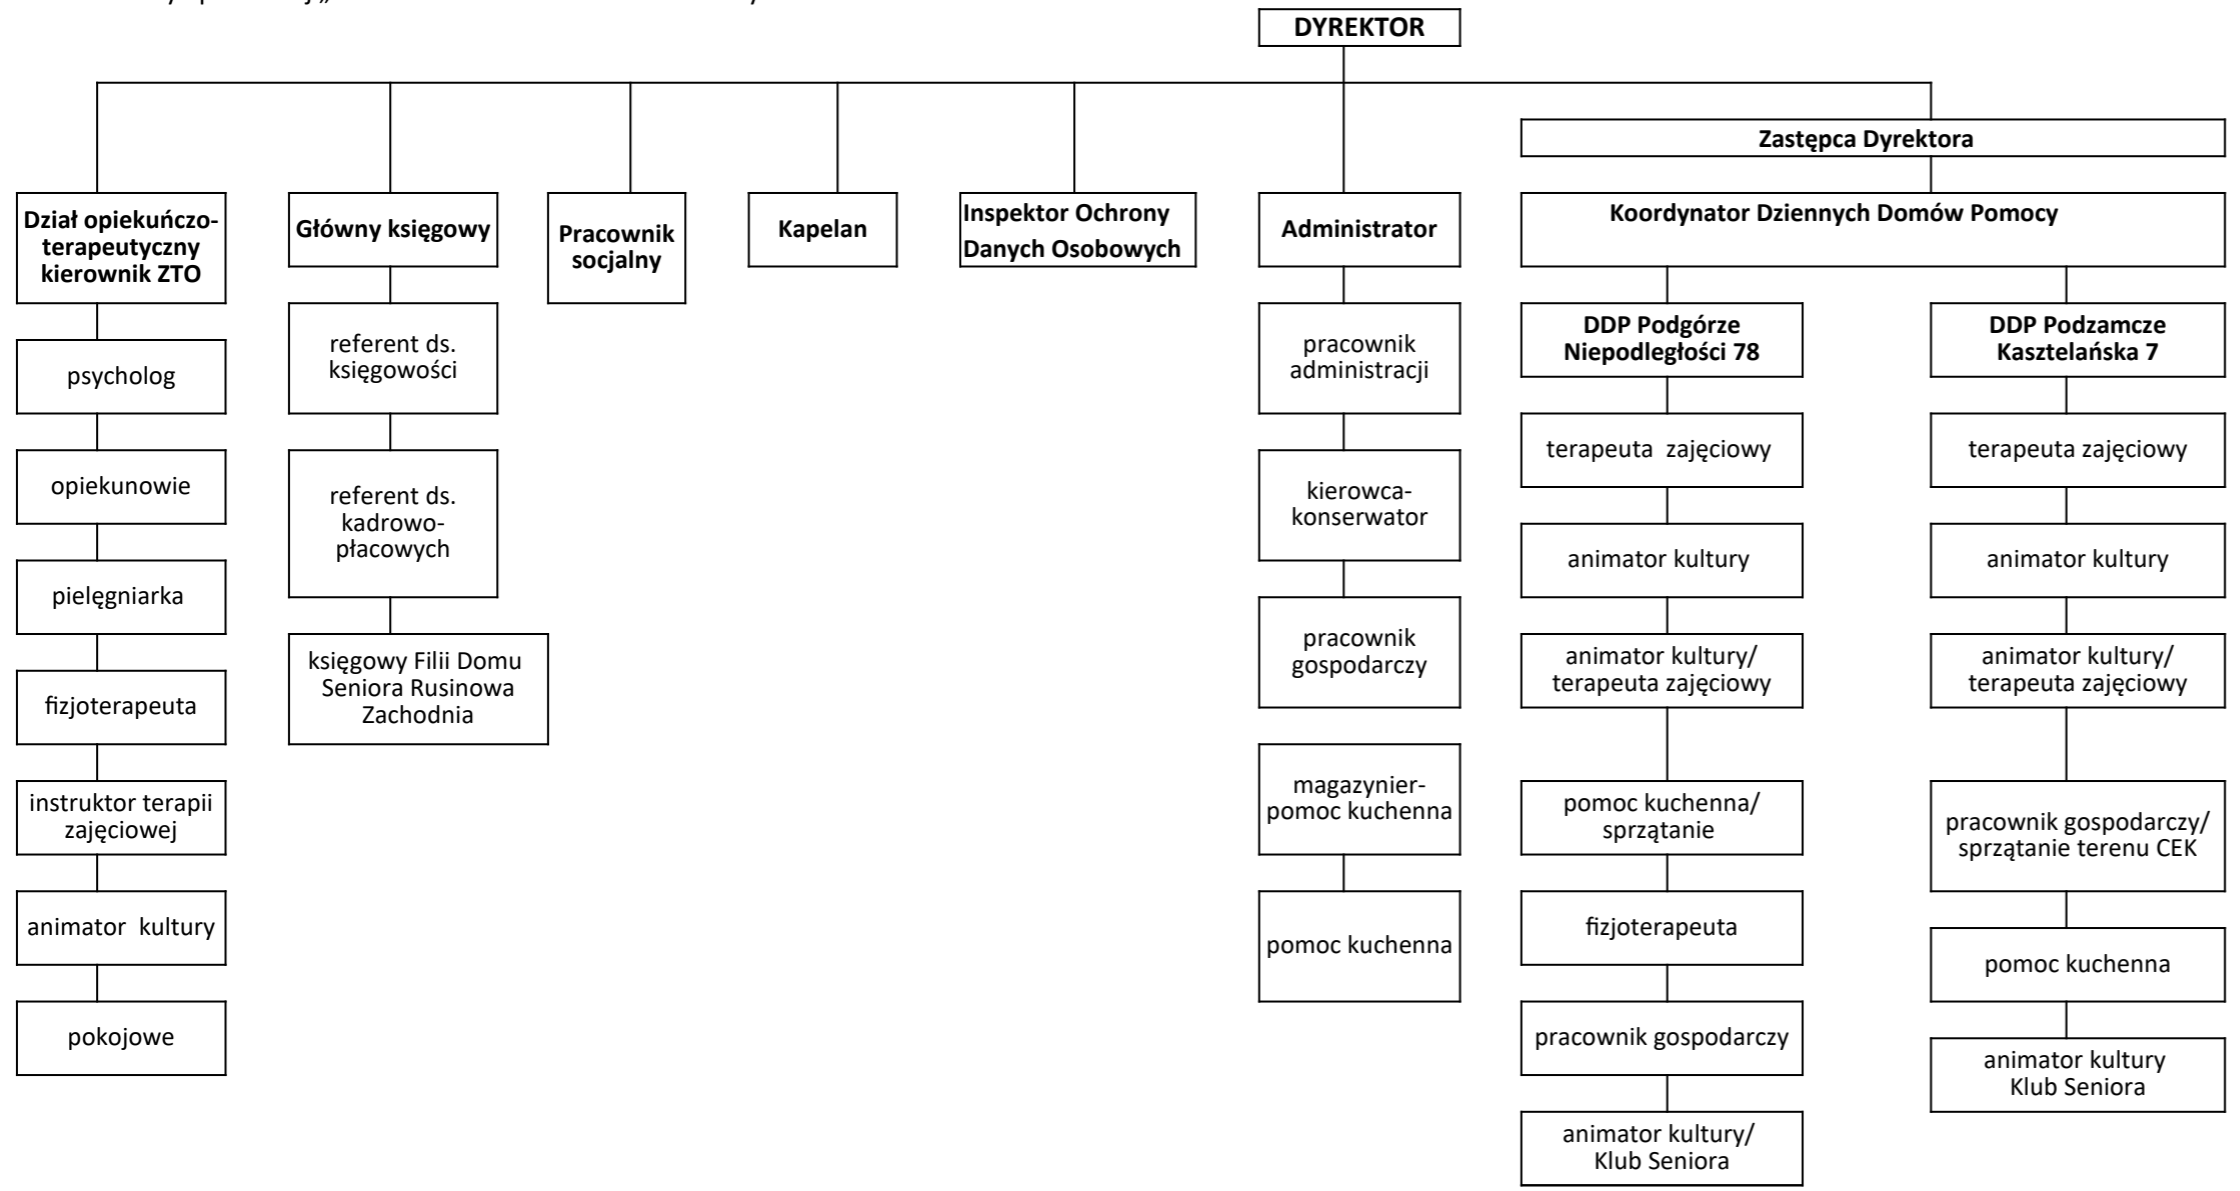 DYREKTOR
Zastępca Dyrektora
Dział opiekuńczo-
terapeutyczny
kierownik ZTO
Główny księgowy
Pracownik
socjalny
Kapelan
Inspektor Ochrony
Danych Osobowych
Administrator
Koordynator Dziennych Domów Pomocy
psycholog
opiekunowie
pielęgniarka
fizjoterapeuta
instruktor terapii
zajęciowej
animator kultury
pokojowe
referent ds.
księgowości
referent ds.
kadrowo-
płacowych
księgowy Filii Domu
Seniora Rusinowa
Zachodnia
pracownik
administracji
kierowca-
konserwator
pracownik
gospodarczy
magazynier-
pomoc kuchenna
pomoc kuchenna
DDP Podgórze
Niepodległości 78
terapeuta zajęciowy
animator kultury
animator kultury/
terapeuta zajęciowy
pomoc kuchenna/
sprzątanie
fizjoterapeuta
pracownik gospodarczy
animator kultury/
Klub Seniora
DDP Podzamcze
Kasztelańska 7
terapeuta zajęciowy
animator kultury
animator kultury/
terapeuta zajęciowy
pracownik gospodarczy/
sprzątanie terenu CEK
pomoc kuchenna
animator kultury
Klub Seniora